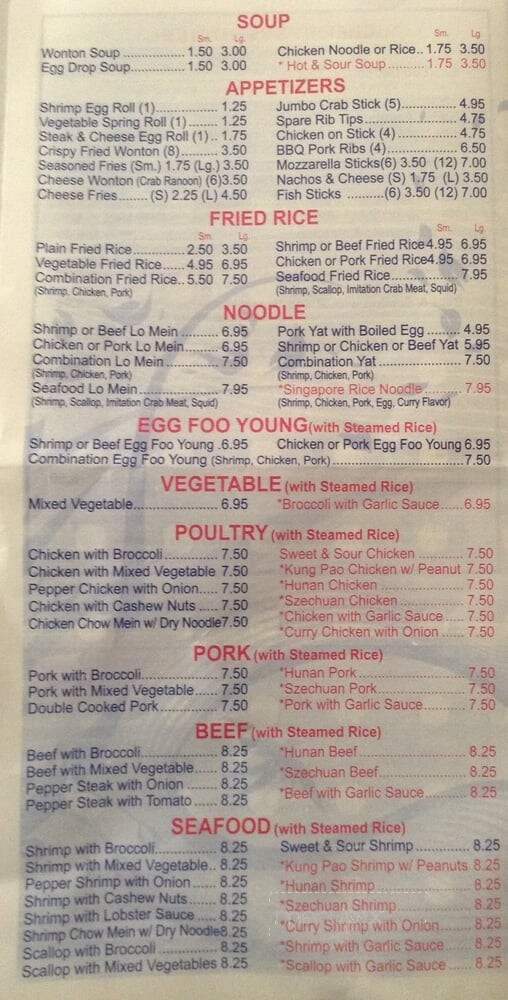 SOUP
Sm. Lg.
Wonton Soup ................ 1.50 3.00
Egg Drop Soup.............. 1.50 3.00
Sm. Lg
Chicken Noodle or Rice.. 1.75 3.50
* Hot & Sour Soup ......... 1.75 3.50
APPETIZERS
Shrimp Egg Roll (1)............... 1.25
Vegetable Spring Roll (1)....... 1.25
Steak & Cheese Egg Roll (1).. 1.75
Crispy Fried Wonton (8)......... 3.50
Seasoned Fries (Sm.) 1.75 (Lg.) 3.50
Cheese Wonton (Crab Ranoon) (6)3.50
Cheese Fries....... (S) 2.25 (L) 4.50
Jumbo Crab Stick (5).............. 4.95
Spare Rib Tips....................... 4.75
Chicken on Stick (4) ............... 4.75
BBQ Pork Ribs (4)................... 6.50
Mozzarella Sticks(6) 3.50 (12) 7.00
Nachos & Cheese (S) 1.75 (L) 3.50
Fish Sticks .........(6) 3.50 (12) 7.00
FRIED RICE
Sm. Lg.
Plain Fried Rice............. 2.50 3.50
Vegetable Fried Rice...... 4.95 6.95
Combination Fried Rice.. 5.50 7.50
(Shrimp, Chicken, Pork)
Sm. Lg
Shrimp or Beef Fried Rice4.95 6.95
Chicken or Pork Fried Rice4.95 6.95
Seafood Fried Rice................. 7.95
(Shrimp, Scallop, Imitation Crab Meat, Squid)
NOODLE
Shrimp or Beef Lo Mein ......... 6.95
Chicken or Pork Lo Mein........ 6.95
Combination Lo Mein ............. 7.50
(Shrimp, Chicken, Pork)
Seafood Lo Mein................... 7.95
(Shrimp, Scallop, Imitation Crab Meat, Squid)
Pork Yat with Boiled Egg ......... 4.95
Shrimp or Chicken or Beef Yat 5.95
Combination Yat .................... 7.50
(Shrimp, Chicken, Pork)
*Singapore Rice Noodle ......... 7.95
(Shrimp, Chicken, Pork, Egg, Curry Flavor)
EGG FOO YOUNG(with Steamed Rice)
Shrimp or Beef Egg Foo Young .6.95
Chicken or Pork Egg Foo Young 6.95
Combination Egg Foo Young (Shrimp, Chicken, Pork)..............................7.50
VEGETABLE (with Steamed Rice)
Mixed Vegetable..................... 6.95
*Broccoli with Garlic Sauce...... 6.95
POULTRY (with Steamed Rice)
Chicken with Broccoli ............. 7.50
Chicken with Mixed Vegetable 7.50
Pepper Chicken with Onion..... 7.50
Chicken with Cashew Nuts ..... 7.50
Chicken Chow Mein w/ Dry Noodle7.50
Sweet & Sour Chicken ............ 7.50
*Kung Pao Chicken w/ Peanut 7.50
*Hunan Chicken ..................... 7.50
*Szechuan Chicken................ 7.50
*Chicken with Garlic Sauce .... 7.50
*Curry Chicken with Onion ..... 7.50
PORK (with Steamed Rice)
Pork with Broccoli................... 7.50
Pork with Mixed Vegetable...... 7.50
Double Cooked Pork.............. 7.50
*Hunan Pork.......................... 7.50
*Szechuan Pork..................... 7.50
*Pork with Garlic Sauce.......... 7.50
BEEF (with Steamed Rice)
Beef with Broccoli................... 8.25
Beef with Mixed Vegetable...... 8.25
Pepper Steak with Onion ........ 8.25
Pepper Steak with Tomato ...... 8.25
*Hunan Beef.......................... 8.25
*Szechuan Beef..................... 8.25
*Beef with Garlic Sauce.......... 8.25
SEAFOOD (with Steamed Rice)
Shrimp with Broccoli............... 8.25
Shrimp with Mixed Vegetable.. 8.25
Pepper Shrimp with Onion...... 8.25
Shrimp with Cashew Nuts....... 8.25
Shrimp with Lobster Sauce ..... 8.25
Shrimp Chow Mein w/ Dry Noodle8.25
Scallop with Broccoli .............. 8.25
Scallop with Mixed Vegetables 8.25
Sweet & Sour Shrimp .............. 8.25
*Kung Pao Shrimp w/ Peanuts 8.25
*Hunan Shrimp ...................... 8.25
*Szechuan Shrimp.................. 8.25
*Curry Shrimp with Onion........ 8.25
*Shrimp with Garlic Sauce ...... 8.25
*Scallop with Garlic Sauce ...... 8.25